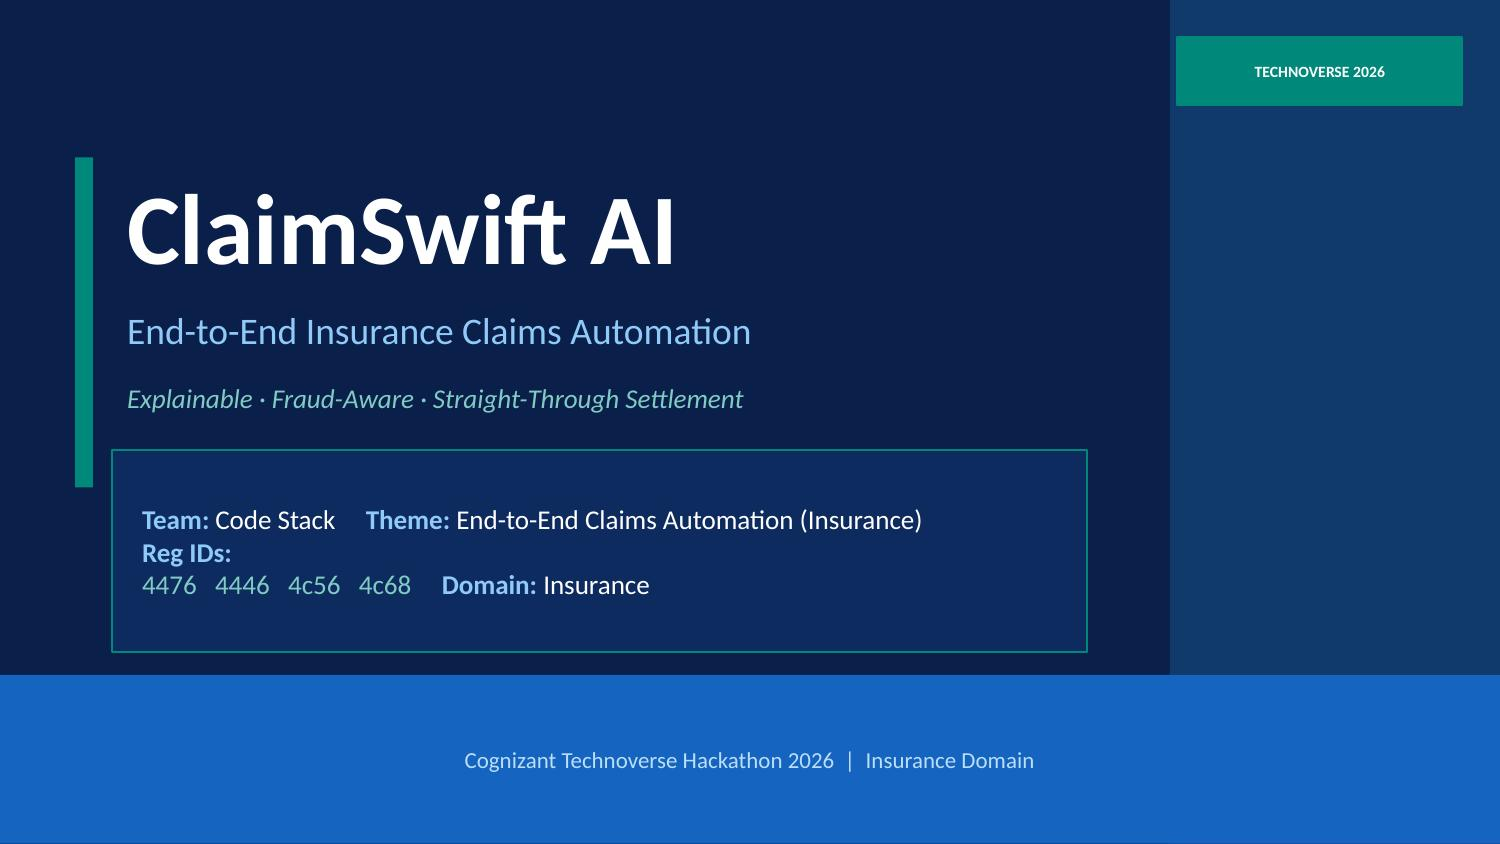 TECHNOVERSE 2026
ClaimSwift AI
End-to-End Insurance Claims Automation
Explainable · Fraud-Aware · Straight-Through Settlement
Team: Code Stack Theme: End-to-End Claims Automation (Insurance)
Reg IDs:
4476 4446 4c56 4c68 Domain: Insurance
Cognizant Technoverse Hackathon 2026 | Insurance Domain